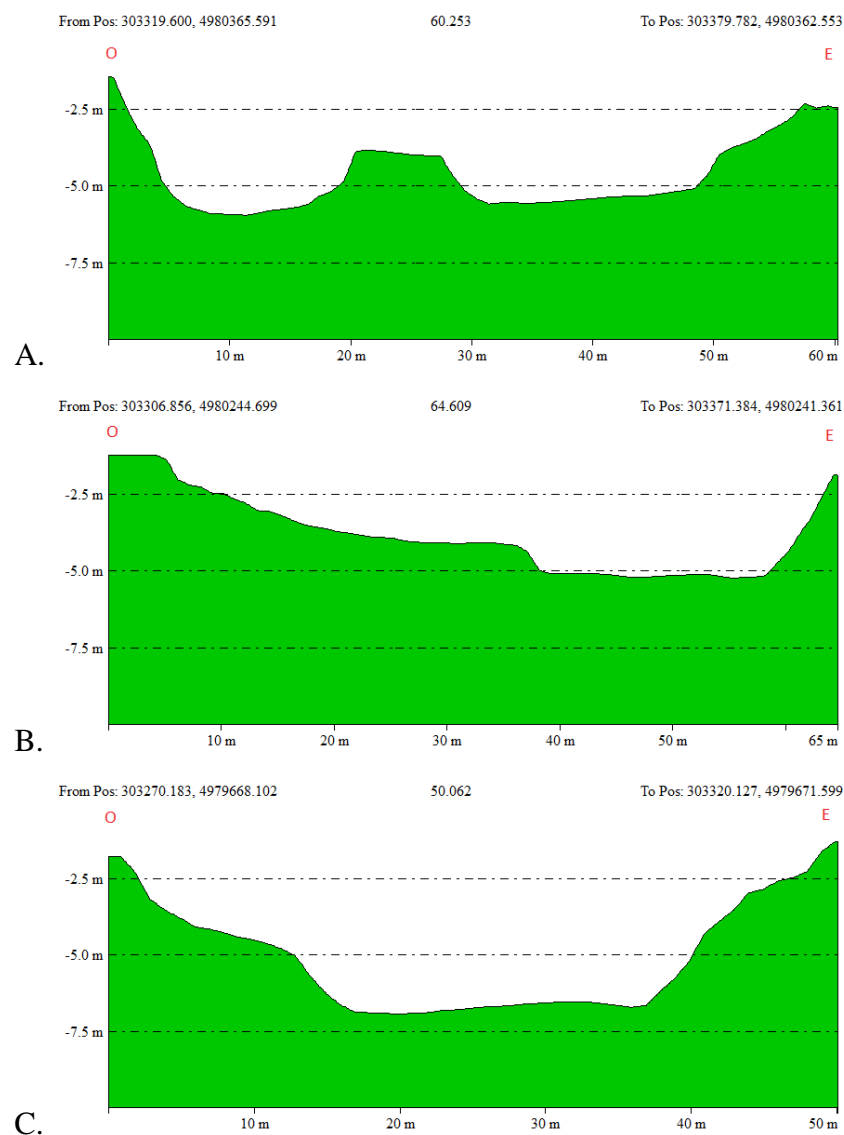 From Pos: 303319.600, 4980365.591 60.253 To Pos: 303379.782, 4980362.553
O E
-2.5 m
-5.0 m
-7.5 m
10 m 20 m 30 m 40 m 50 m 60 m
A.
From Pos: 303306.856, 4980244.699 64.609 To Pos: 303371.384, 4980241.361
O E
-2.5 m
-5.0 m
-7.5 m
10 m 20 m 30 m 40 m 50 m 65 m
B.
From Pos: 303270.183, 4979668.102 50.062 To Pos: 303320.127, 4979671.599
O E
-2.5 m
-5.0 m
-7.5 m
10 m 20 m 30 m 40 m 50 m
C.